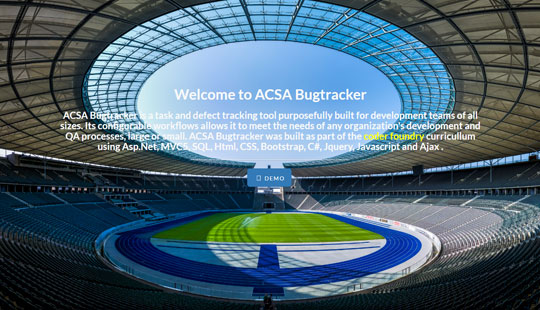 Welcome to ACSA Bugtracker
ACSA Bugtracker is a task and defect tracking tool purposefully built for development teams of all
sizes. Its configurable workflows allows it to meet the needs of any organization's development and
QA processes, large or small. ACSA Bugtracker was built as part of the coder foundry curriculium
using Asp.Net, MVC5, SQL, Html, CSS, Bootstrap, C#, Jquery, Javascript and Ajax .
DEMO